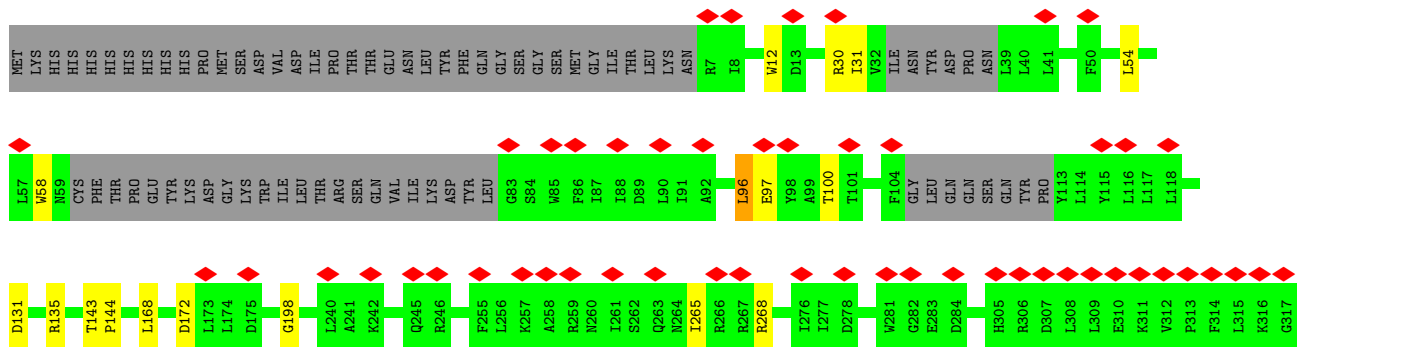 MET LYS HIS HIS HIS HIS HIS HIS HIS HIS HIS HIS PRO MET SER ASP VAL ASP ILE PRO THR THR GLU ASN LEU TYR PHE GLN GLY SER GLY SER MET GLY ILE THR LEU LYS ASN R7 I8 W12 D13 R30 I31 V32 ILE ASN TYR ASP PRO ASN L39 L40 L41 F50 L54
L57 W58 N59 CYS PHE THR PRO GLU TYR LYS ASP GLY LYS TRP ILE LEU THR ARG SER GLN VAL ILE LYS ASP TYR LEU G83 S84 W85 F86 I87 I88 D89 L90 I91 A92 L96 E97 Y98 A99 T100 T101 F104 GLY LEU GLN GLN SER GLN TYR PRO Y113 L114 Y115 L116 L117 L118
D131 R135 T143 P144 L168 D172 L173 L174 D175 G198 L240 A241 K242 Q245 R246 F255 L256 K257 A258 R259 N260 I261 S262 Q263 N264 I265 R266 R267 R268 I276 I277 D278 W281 G282 E283 D284 H305 R306 D307 L308 L309 E310 K311 V312 P313 F314 L315 K316 G317